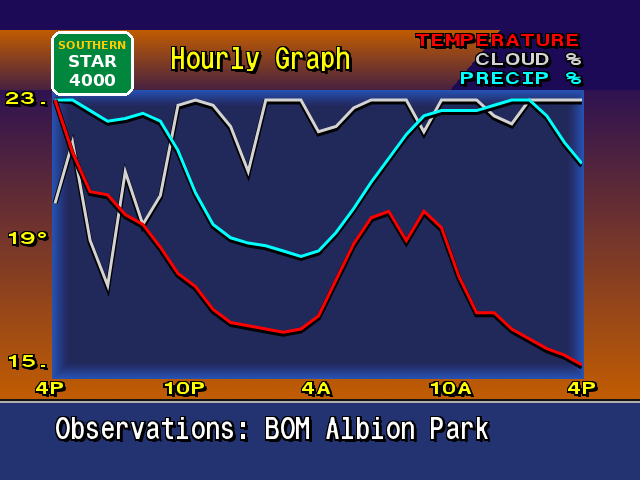 SOUTHERN
STAR
4000
Hourly Graph
TEMPERATURE
CLOUD %
PRECIP %
23.
19°
15.
4P 10P 4A 10A 4P
Observations: BOM Albion Park